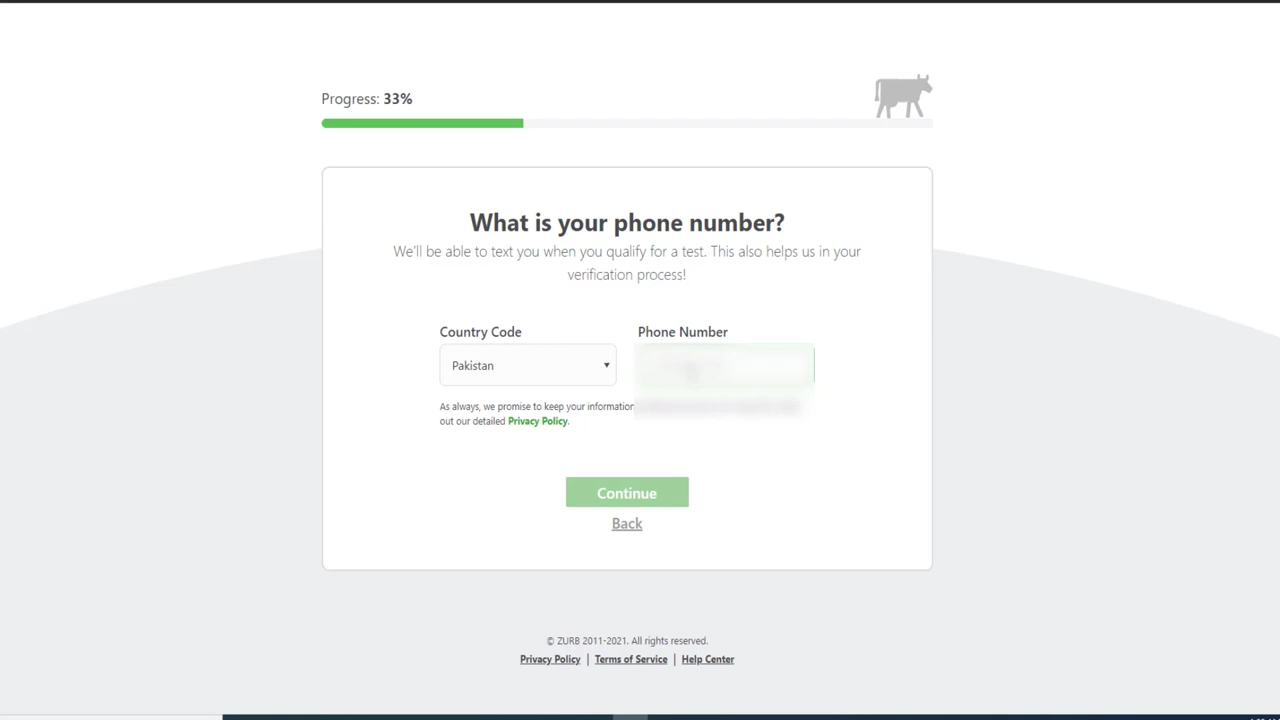 Progress: 33%
What is your phone number?
We'll be able to text you when you qualify for a test. This also helps us in your
verification process!
Country Code
Phone Number
Pakistan
As always, we promise to keep your information
out our detailed Privacy Policy.
Continue
Back
© ZURB 2011-2021. All rights reserved.
Privacy Policy | Terms of Service | Help Center